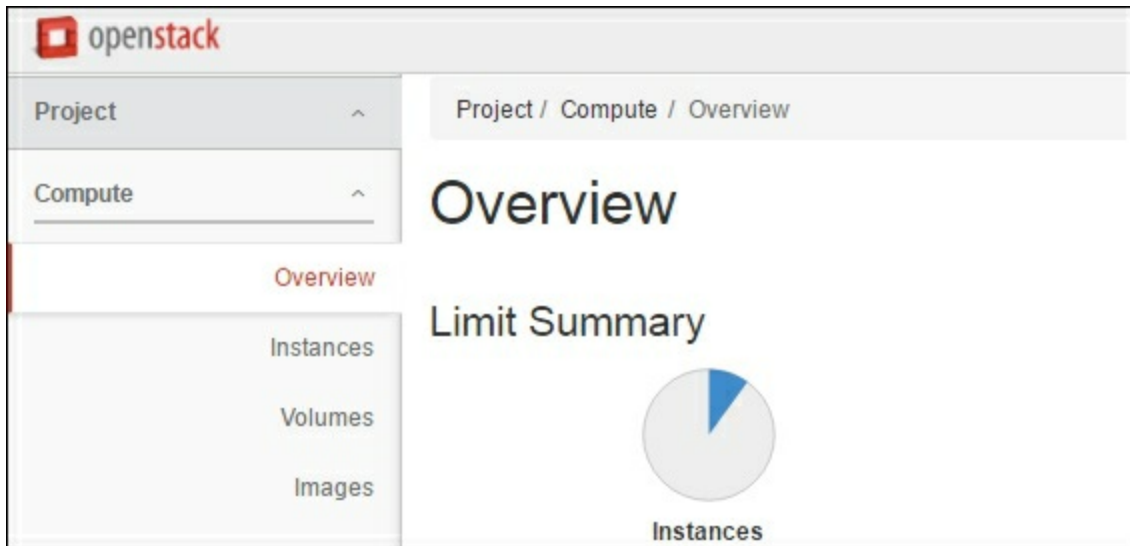 openstack
Project
Project / Compute / Overview
Compute
Overview
Overview
Instances
Limit Summary
Volumes
Images
Instances